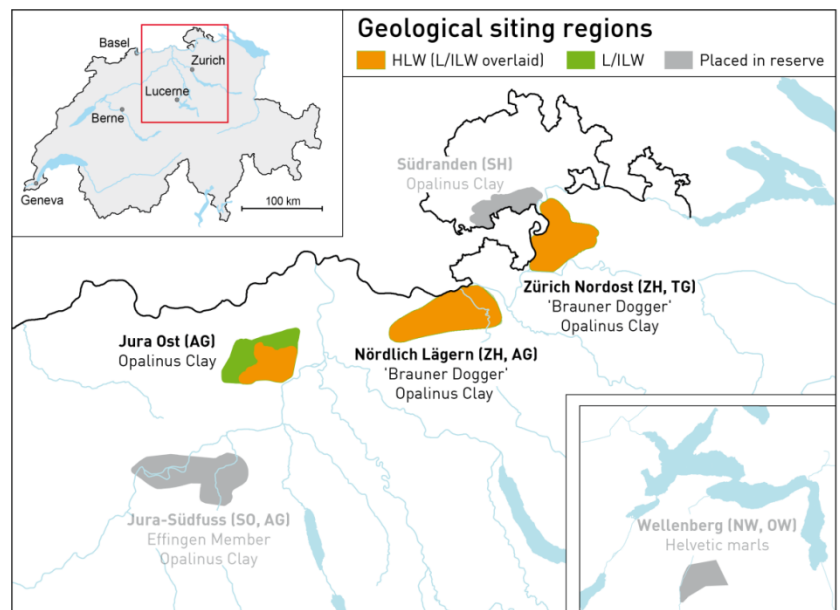 Geological siting regions
HLW (L/ILW overlaid)
L/ILW
Placed in reserve
Basel
Zurich
Lucerne
Berne
Geneva
100 km
Südranden (SH)
Opalinus Clay
Zürich Nordost (ZH, TG)
'Brauner Dogger'
Opalinus Clay
Jura Ost (AG)
Opalinus Clay
Nördlich Lägern (ZH, AG)
'Brauner Dogger'
Opalinus Clay
Jura-Südfuss (SO, AG)
Effingen Member
Opalinus Clay
Wellenberg (NW, OW)
Helvetic marls